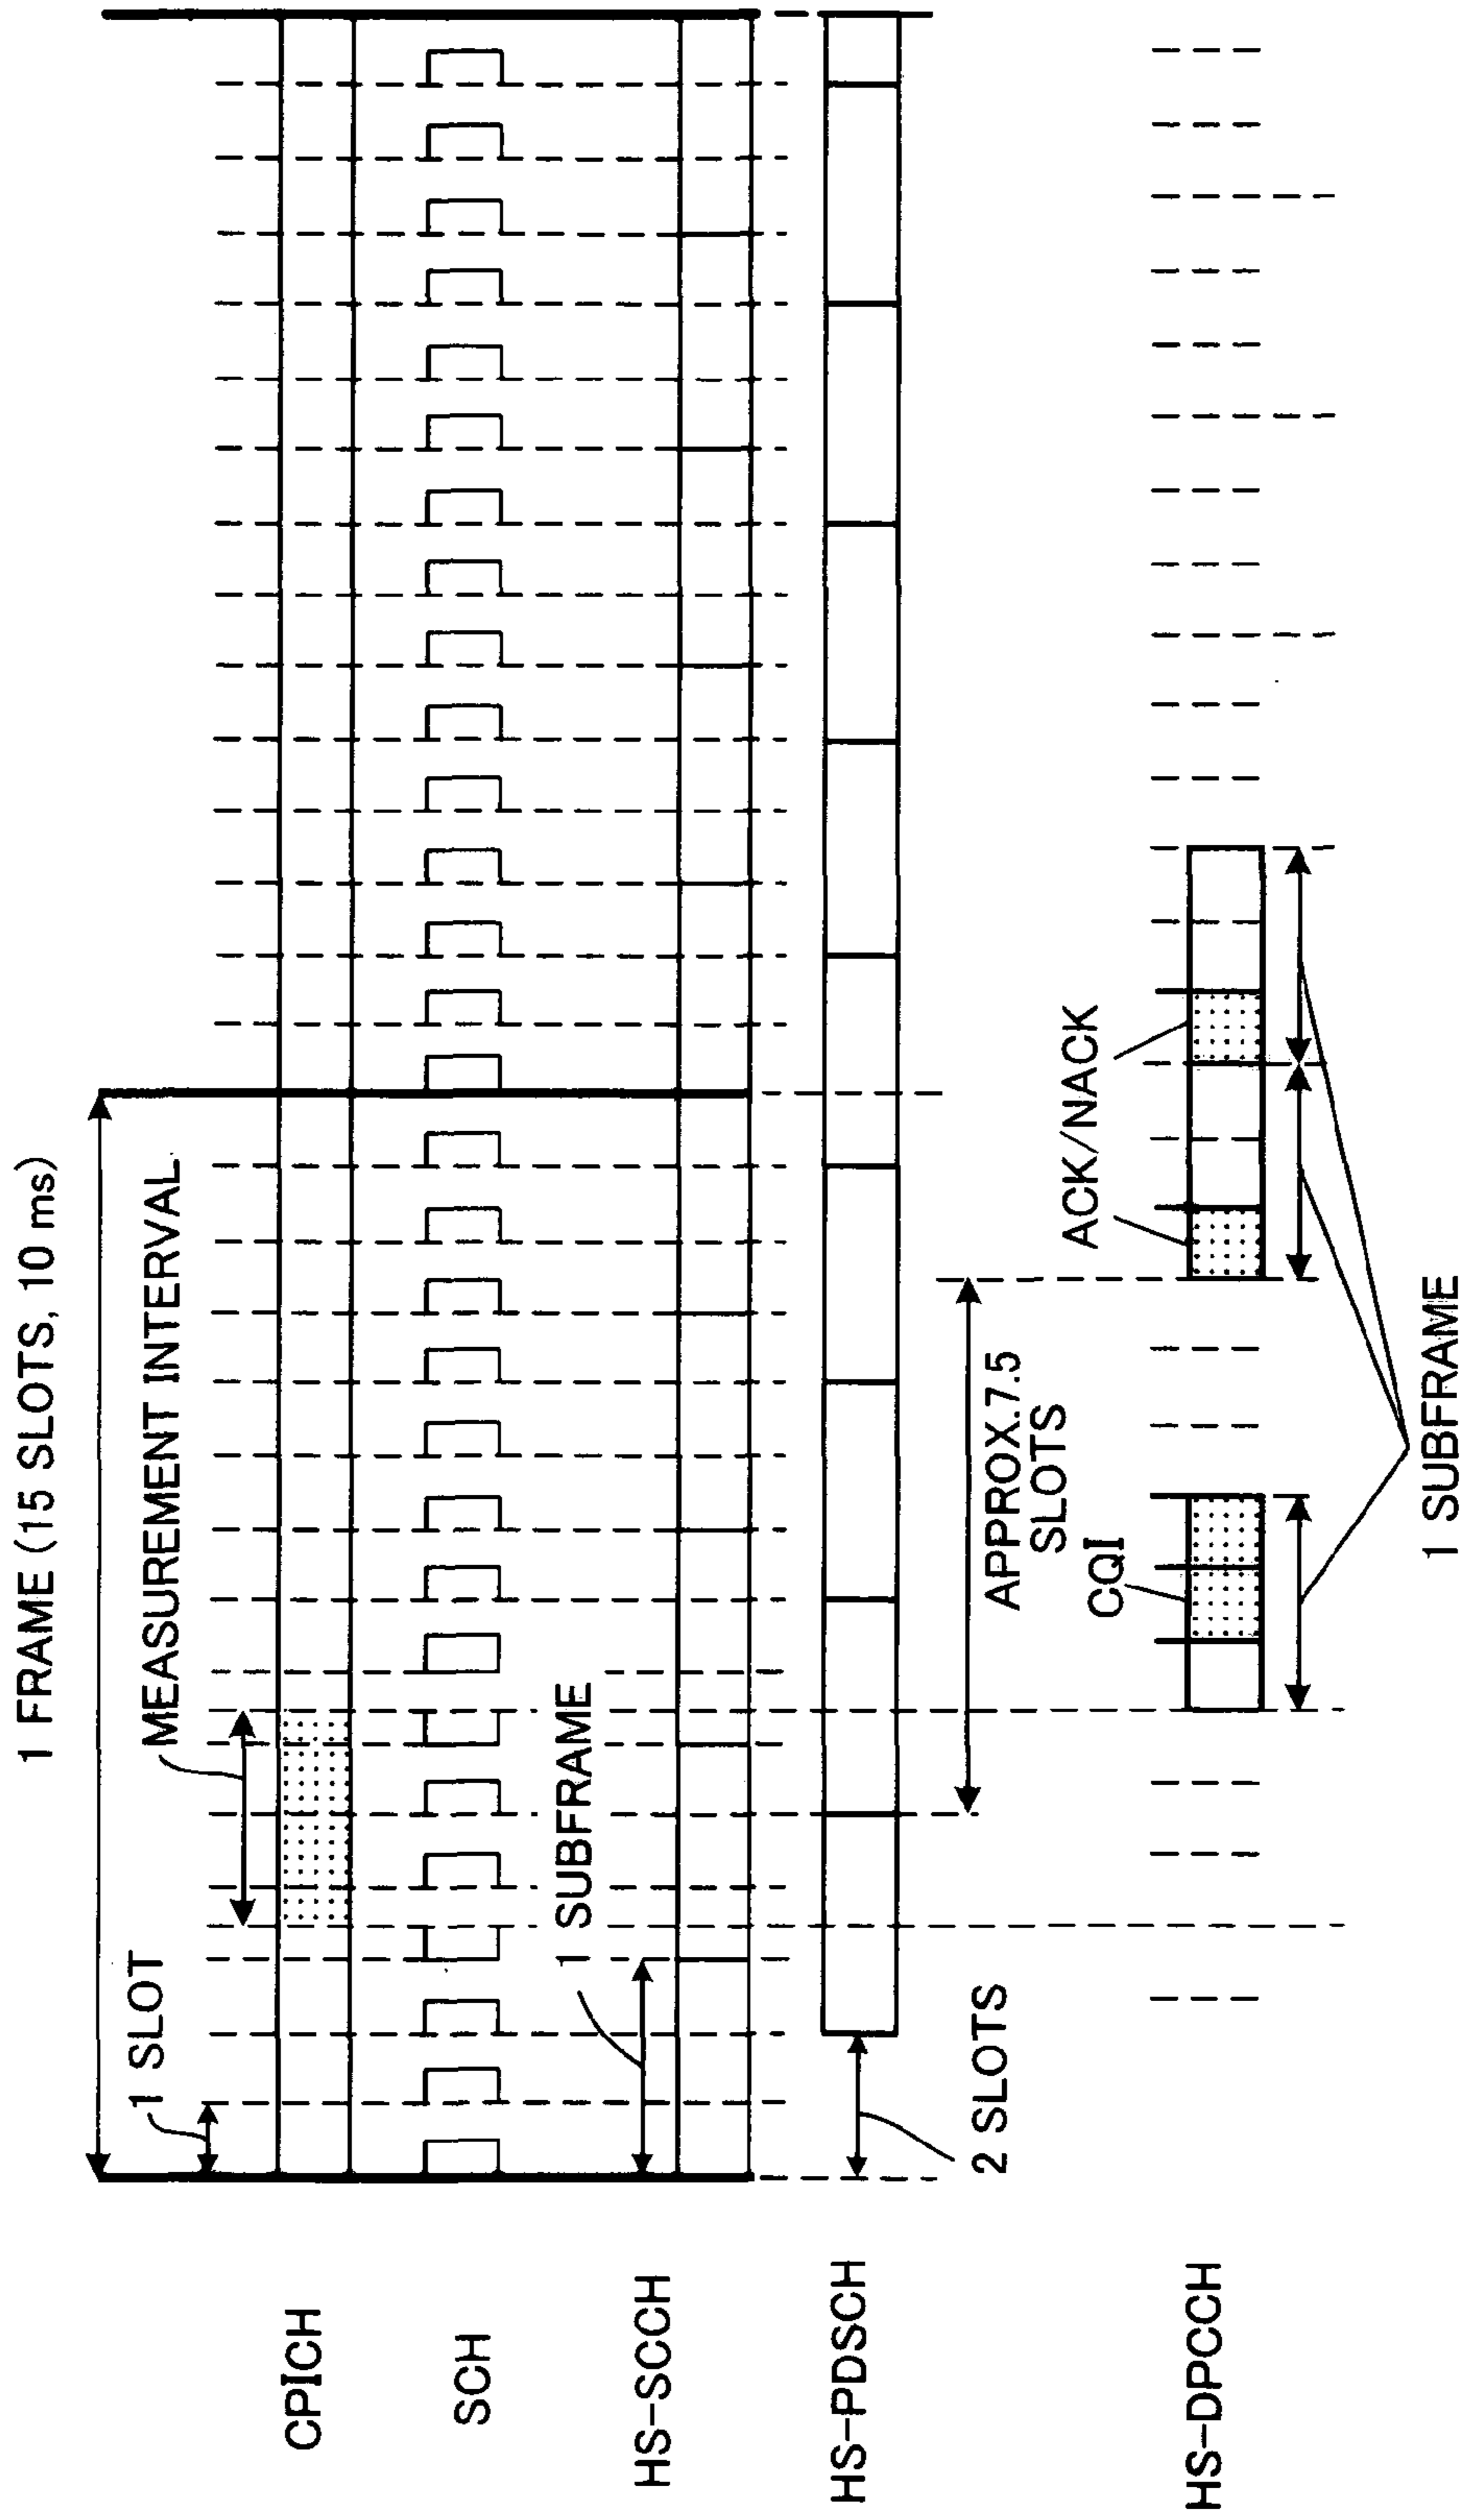 1 FRAME (15 SLOTS, 10 ms)
1 SLOT
MEASUREMENT INTERVAL
CPICH
SCH
1 SUBFRAME
HS-SCCH
HS-PDSCH
2 SLOTS
APPROX.7.5
SLOTS
CQI
ACK/NACK
HS-DPCCH
1 SUBFRAME